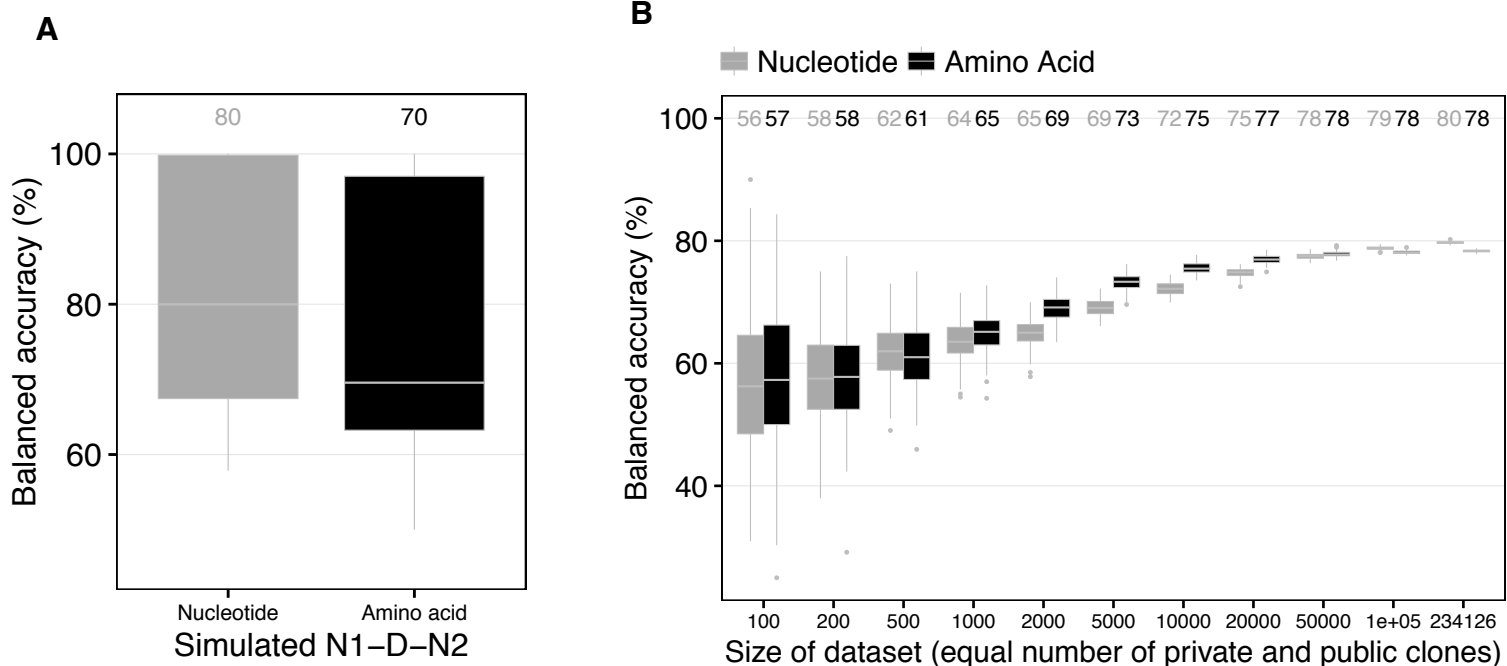 A
80 70
100
80
60
Balanced accuracy (%)
Nucleotide Amino acid
Simulated N1−D−N2
B
Nucleotide Amino Acid
56 57 58 58 62 61 64 65 65 69 69 73 72 75 75 77 78 78 79 78 80 78
100
80
60
40
Balanced accuracy (%)
100 200 500 1000 2000 5000 10000 20000 50000 1e+05 234126
Size of dataset (equal number of private and public clones)